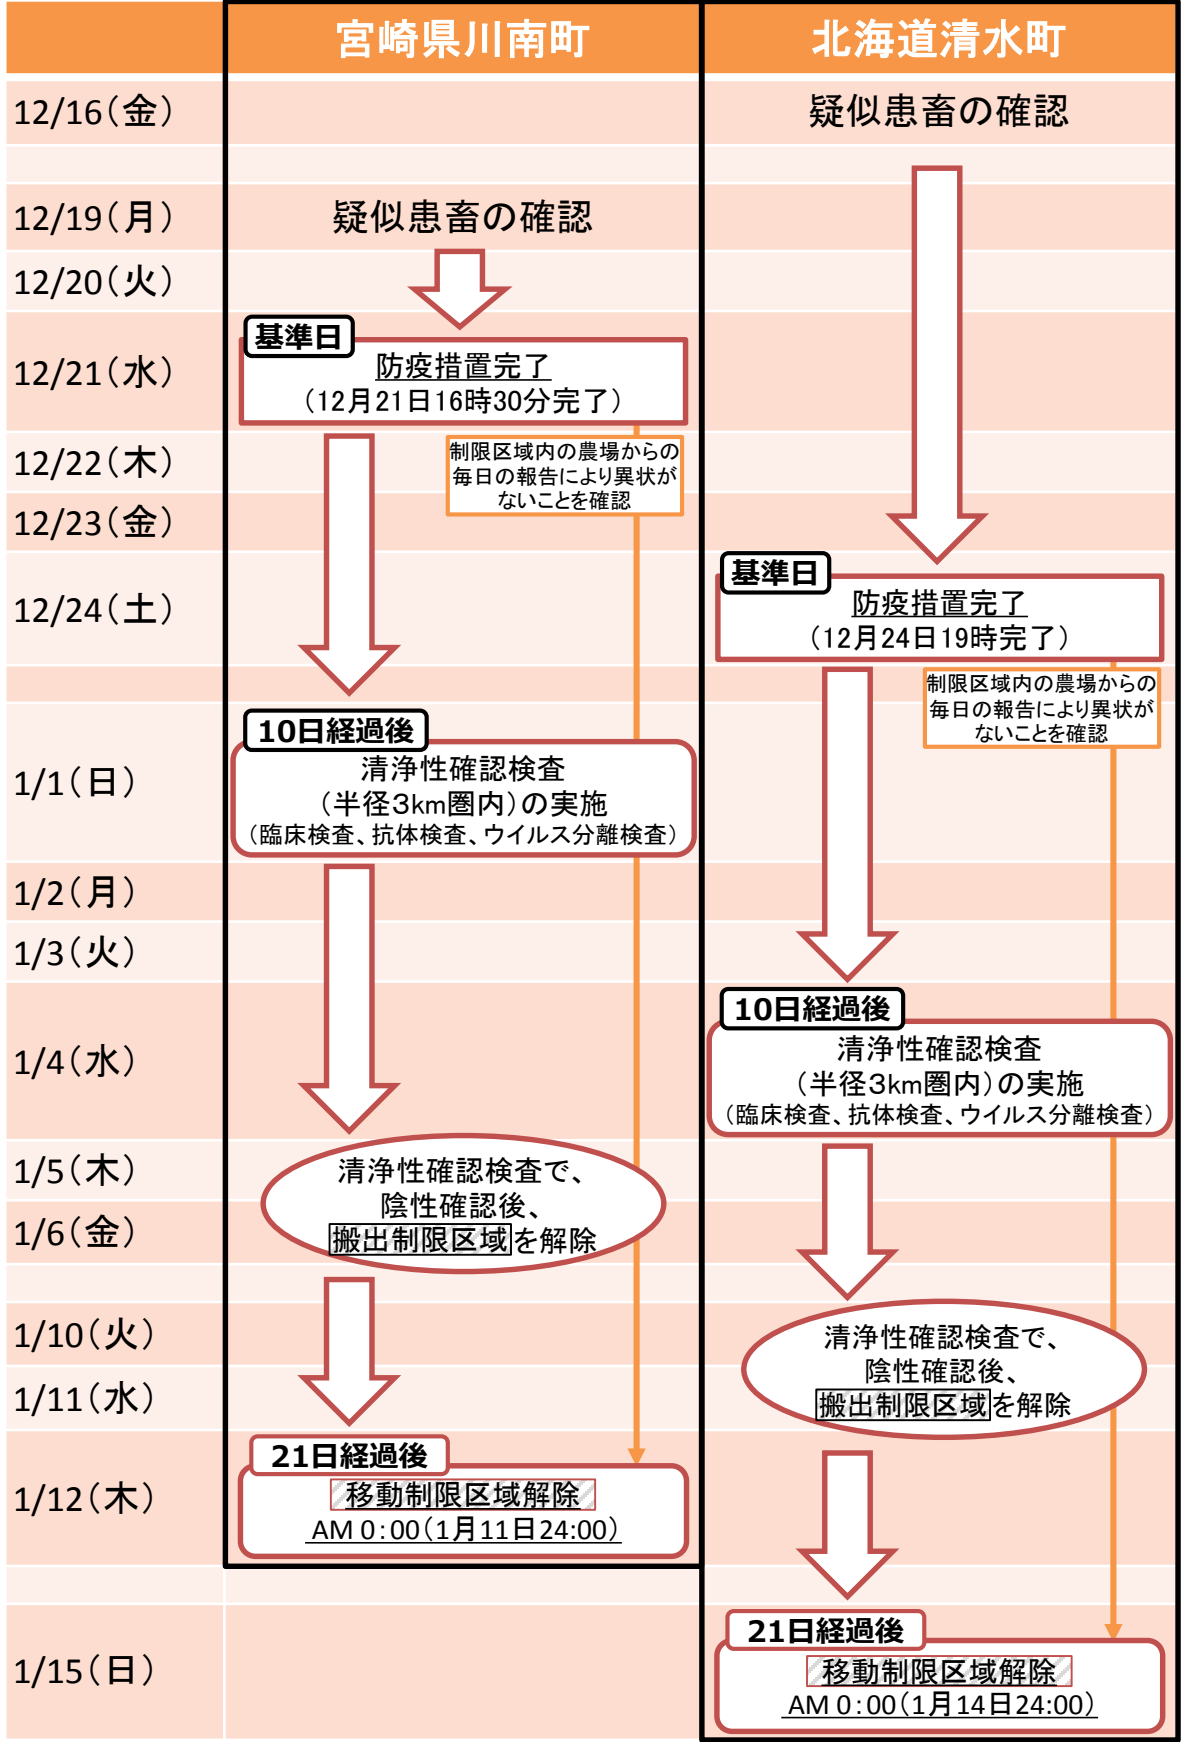 宮崎県川南町 北海道清水町
12/16（金） 疑似患畜の確認
12/19（月） 疑似患畜の確認
12/20（火）
基準日
12/21（水） 防疫措置完了
（12月21日16時30分完了）
12/22（木） 制限区域内の農場からの
毎日の報告により異状が
ないことを確認
12/23（金）
基準日
12/24（土） 防疫措置完了
（12月24日19時完了）
制限区域内の農場からの
毎日の報告により異状が
ないことを確認
10日経過後
1/1（日） 清浄性確認検査
（半径3km圏内）の実施
（臨床検査、抗体検査、ウイルス分離検査）
1/2（月）
1/3（火）
10日経過後
1/4（水） 清浄性確認検査
（半径3km圏内）の実施
（臨床検査、抗体検査、ウイルス分離検査）
1/5（木） 清浄性確認検査で、
陰性確認後、
1/6（金） 搬出制限区域を解除
1/10（火） 清浄性確認検査で、
陰性確認後、
1/11（水） 搬出制限区域を解除
21日経過後
1/12（木） 移動制限区域解除
AM 0：00（1月11日24:00）
21日経過後
1/15（日） 移動制限区域解除
AM 0：00（1月14日24:00）